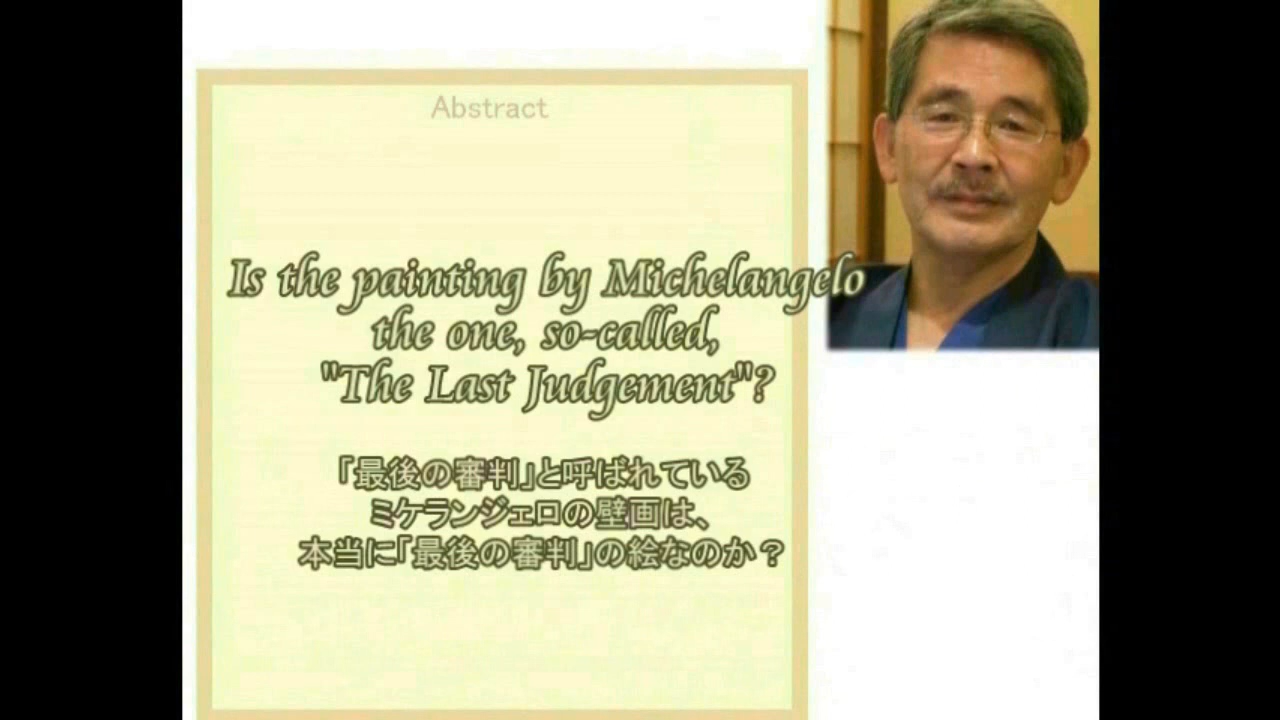 Abstract
Is the painting by Michelangelo
the one, so-called,
"The Last Judgement"?
「最後の審判」と呼ばれている
ミケランジェロの壁画は、
本当に「最後の審判」の絵なのか？